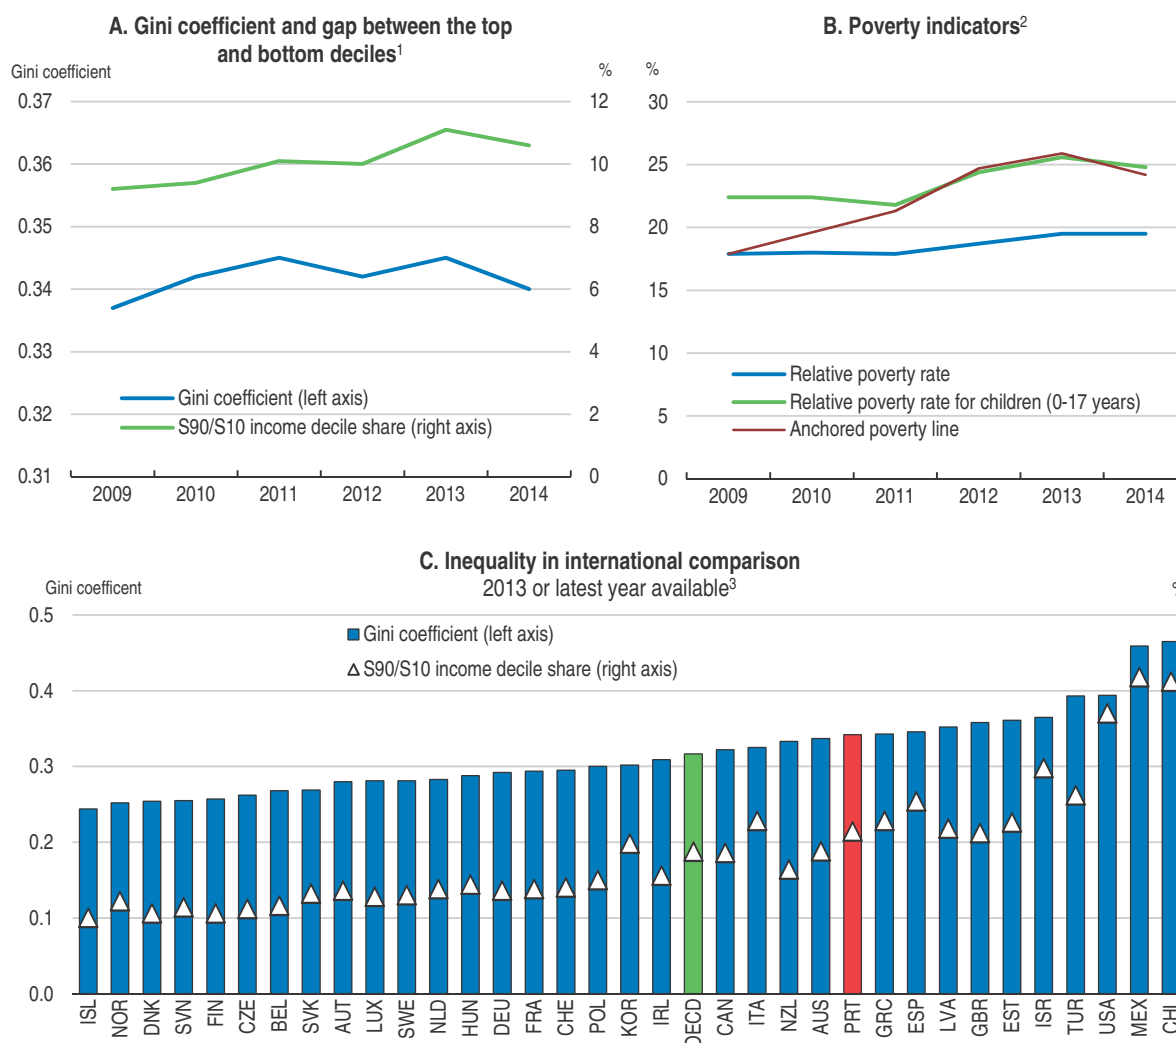 A. Gini coefficient and gap between the top
and bottom deciles1
Gini coefficient
%
0.37
0.36
0.35
0.34
0.33
0.32
0.31
12
10
8
6
4
2
0
Gini coefficient (left axis)
S90/S10 income decile share (right axis)
2009 2010 2011 2012 2013 2014
B. Poverty indicators2
%
30
25
20
15
10
5
0
Relative poverty rate
Relative poverty rate for children (0-17 years)
Anchored poverty line
2009 2010 2011 2012 2013 2014
C. Inequality in international comparison
2013 or latest year available3
Gini coefficent
0.5
0.4
0.3
0.2
0.1
0.0
Gini coefficient (left axis)
S90/S10 income decile share (right axis)
ISL NOR DNK SVN FIN CZE BEL SVK AUT LUX SWE NLD HUN DEU FRA CHE POL KOR IRL OECD CAN ITA NZL AUS PRT GRC ESP LVA GBR EST ISR TUR USA MEX CHL